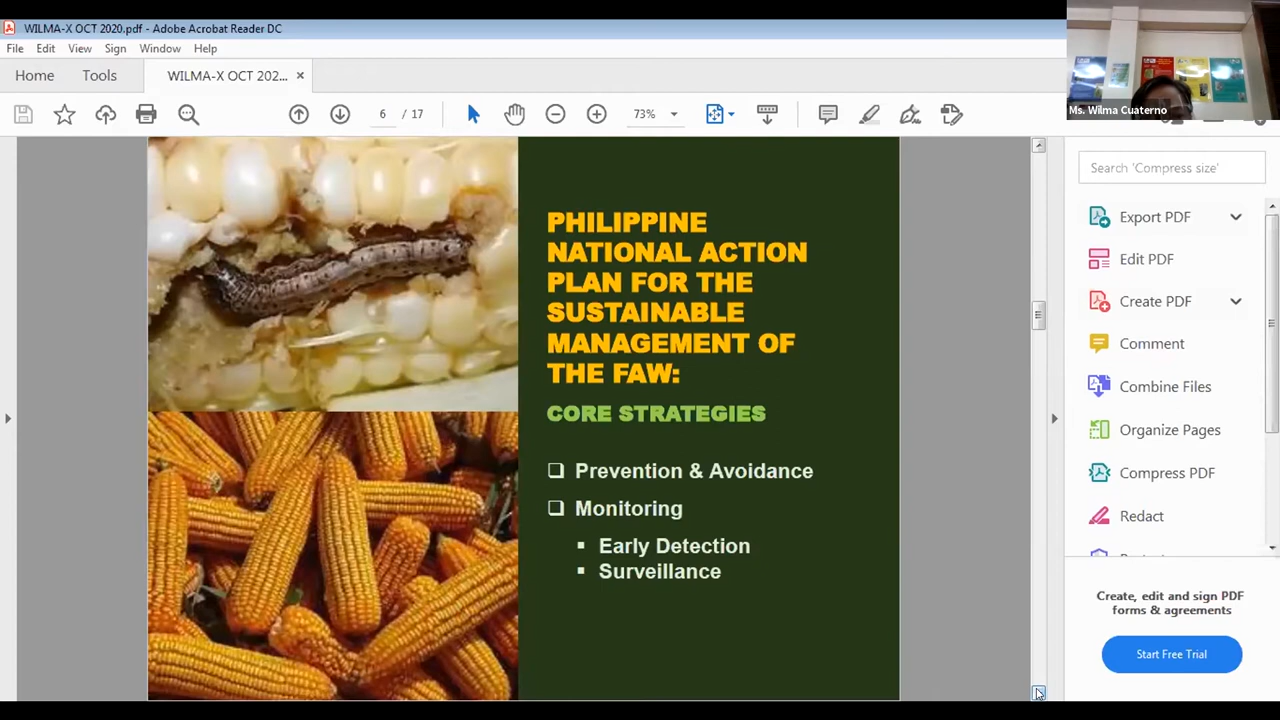 WILMA-X OCT 2020.pdf - Adobe Acrobat Reader DC
File Edit View Sign Window Help
Home Tools WILMA-X OCT 202... ×
6 / 17 73%
Ms. Wilma Cuaterno
PHILIPPINE
NATIONAL ACTION
PLAN FOR THE
SUSTAINABLE
MANAGEMENT OF
THE FAW:
CORE STRATEGIES
Prevention & Avoidance
Monitoring
Early Detection
Surveillance
Search 'Compress size'
Export PDF
Edit PDF
Create PDF
Comment
Combine Files
Organize Pages
Compress PDF
Redact
Create, edit and sign PDF
forms & agreements
Start Free Trial